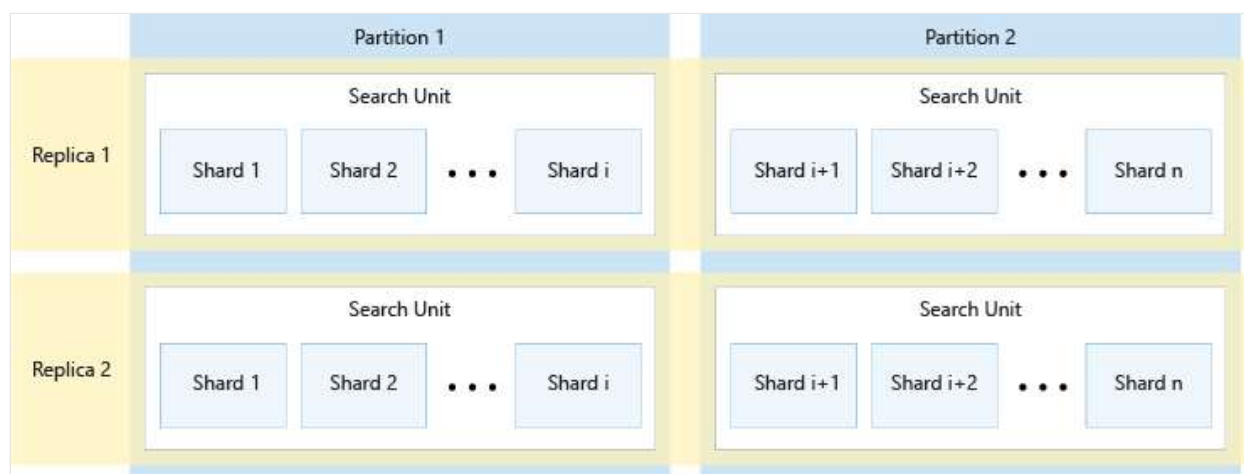 Partition 1
Partition 2
Replica 1
Search Unit
Shard 1
Shard 2
• • •
Shard i
Search Unit
Shard i+1
Shard i+2
• • •
Shard n
Replica 2
Search Unit
Shard 1
Shard 2
• • •
Shard i
Search Unit
Shard i+1
Shard i+2
• • •
Shard n